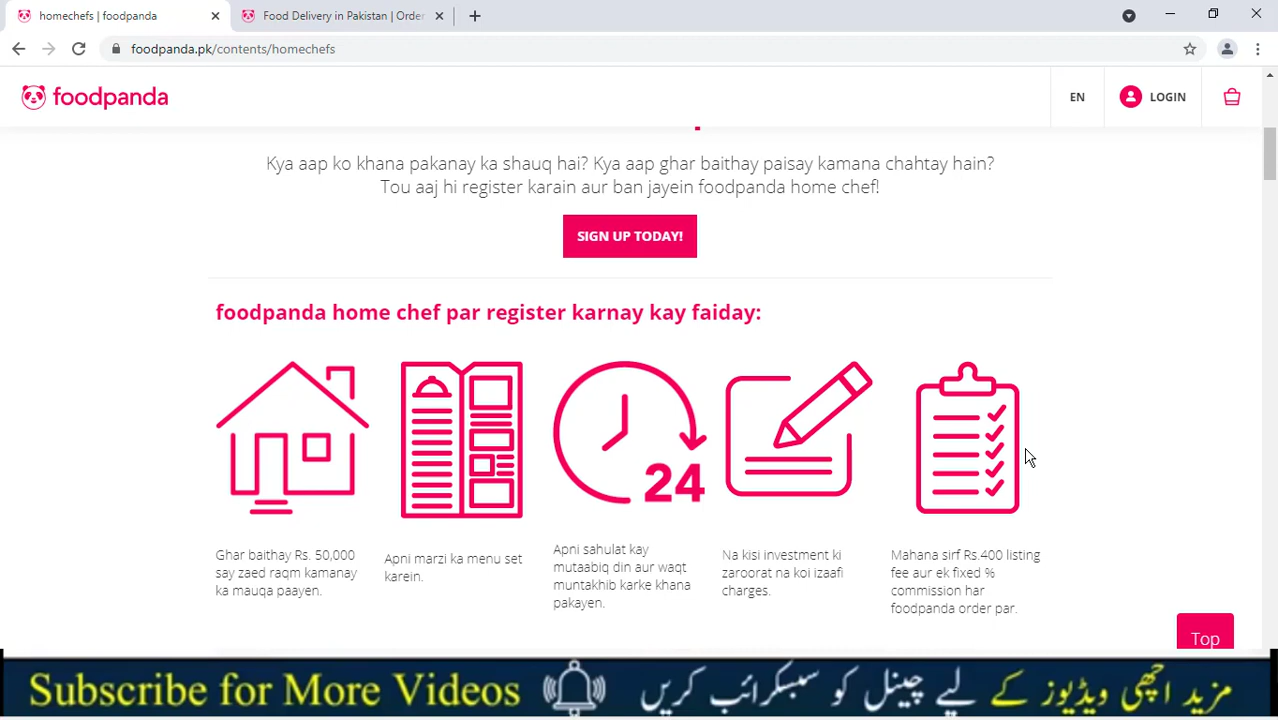 homechefs | foodpanda
Food Delivery in Pakistan | Order
foodpanda.pk/contents/homechefs
foodpanda
EN
LOGIN
Kya aap ko khana pakanay ka shauq hai? Kya aap ghar baithay paisay kamana chahtay hain?
Tou aaj hi register karain aur ban jayein foodpanda home chef!
SIGN UP TODAY!
foodpanda home chef par register karnay kay faiday:
24
Ghar baithay Rs. 50,000
say zaed raqm kamanay
ka mauqa paayen.
Apni marzi ka menu set
karein.
Apni sahulat kay
mutaabiq din aur waqt
muntakhib karke khana
pakayen.
Na kisi investment ki
zaroorat na koi izaafi
charges.
Mahana sirf Rs.400 listing
fee aur ek fixed %
commission har
foodpanda order par.
Top
Subscribe for More Videos
مزید اچھی ویڈیوز کے لیے چینل کو سبسکرائب کریں